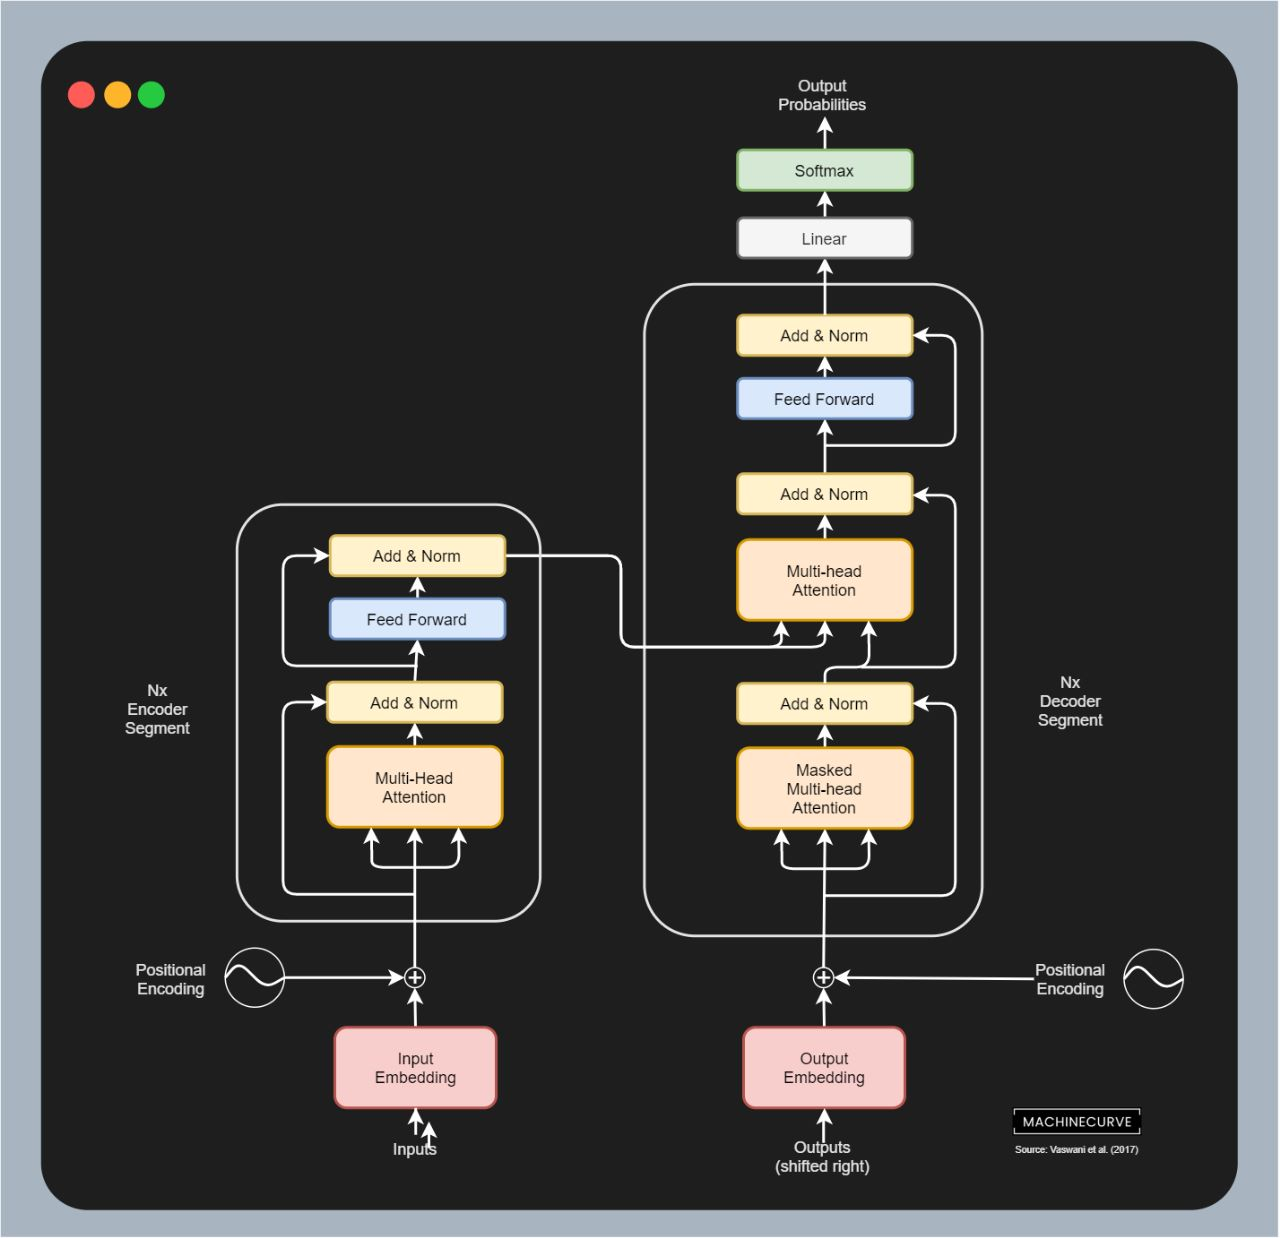 Output
Probabilities
Softmax
Linear
Add & Norm
Feed Forward
Add & Norm
Multi-head
Attention
Add & Norm
Masked
Multi-head
Attention
Nx
Decoder
Segment
Add & Norm
Feed Forward
Add & Norm
Multi-Head
Attention
Nx
Encoder
Segment
Positional
Encoding
Input
Embedding
Inputs
Positional
Encoding
Output
Embedding
Outputs
(shifted right)
MACHINECURVE
Source: Vaswani et al. (2017)